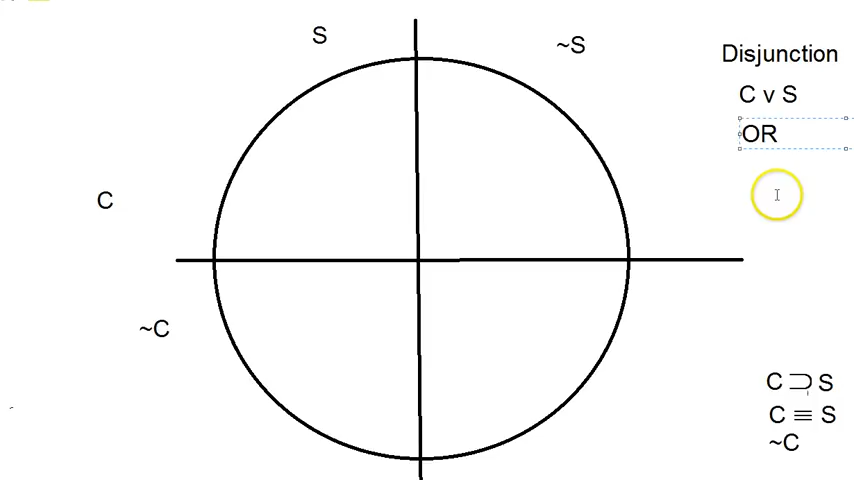 S
~S
Disjunction
C v S
OR
C
~C
C ⊃ S
C ≡ S
~C